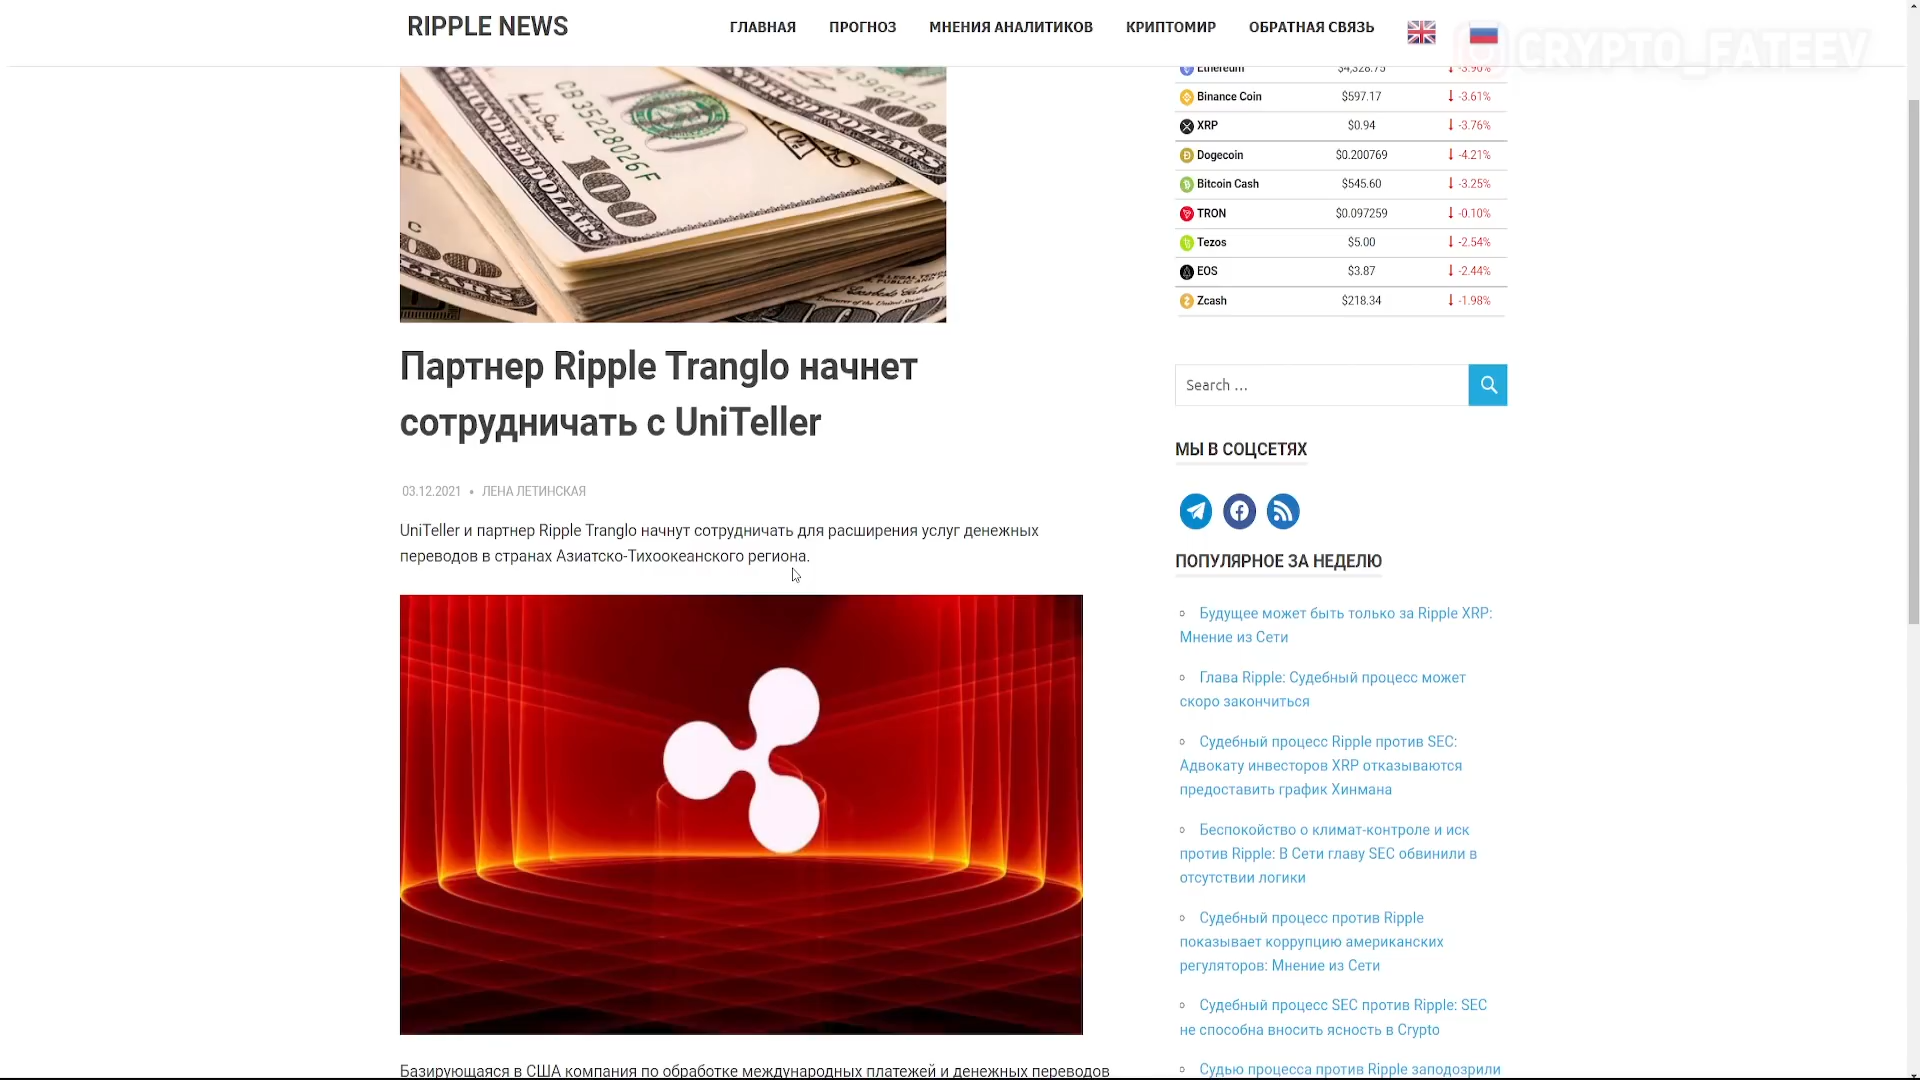 RIPPLE NEWS
ГЛАВНАЯ ПРОГНОЗ МНЕНИЯ АНАЛИТИКОВ КРИПТОМИР ОБРАТНАЯ СВЯЗЬ
CRYPTO_FATEEV
CB35228026F
100
Партнер Ripple Tranglo начнет
сотрудничать с UniTeller
03.12.2021 • ЛЕНА ЛЕТИНСКАЯ
UniTeller и партнер Ripple Tranglo начнут сотрудничать для расширения услуг денежных
переводов в странах Азиатско-Тихоокеанского региона.
Базирующаяся в США компания по обработке международных платежей и денежных переводов
Ethereum $4,328.75 -3.90%
Binance Coin $597.17 -3.61%
XRP $0.94 -3.76%
Dogecoin $0.200769 -4.21%
Bitcoin Cash $545.60 -3.25%
TRON $0.097259 -0.10%
Tezos $5.00 -2.54%
EOS $3.87 -2.44%
Zcash $218.34 -1.98%
Search …
МЫ В СОЦСЕТЯХ
ПОПУЛЯРНОЕ ЗА НЕДЕЛЮ
Будущее может быть только за Ripple XRP:
Мнение из Сети
Глава Ripple: Судебный процесс может
скоро закончиться
Судебный процесс Ripple против SEC:
Адвокату инвесторов XRP отказываются
предоставить график Хинмана
Беспокойство о климат-контроле и иск
против Ripple: В Сети главу SEC обвинили в
отсутствии логики
Судебный процесс против Ripple
показывает коррупцию американских
регуляторов: Мнение из Сети
Судебный процесс SEC против Ripple: SEC
не способна вносить ясность в Crypto
Судью процесса против Ripple заподозрили